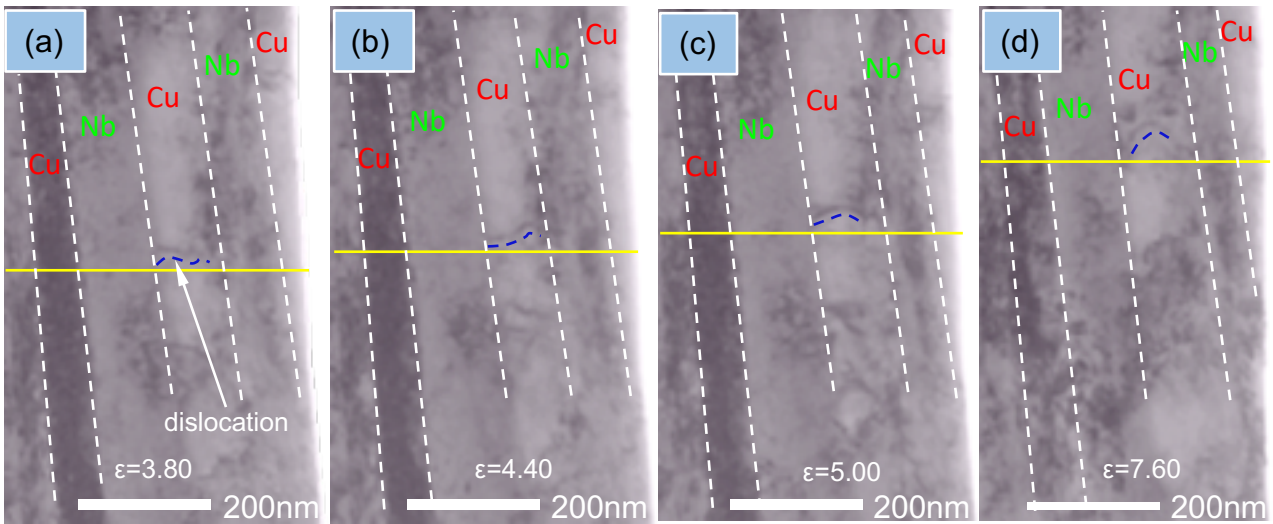 (a)
Cu
Nb
Cu
Nb
Cu
dislocation
ε=3.80
200nm
(b)
Cu
Nb
Cu
Nb
Cu
ε=4.40
200nm
(c)
Cu
Nb
Cu
Nb
Cu
ε=5.00
200nm
(d)
Cu
Nb
Cu
Nb
Cu
ε=7.60
200nm